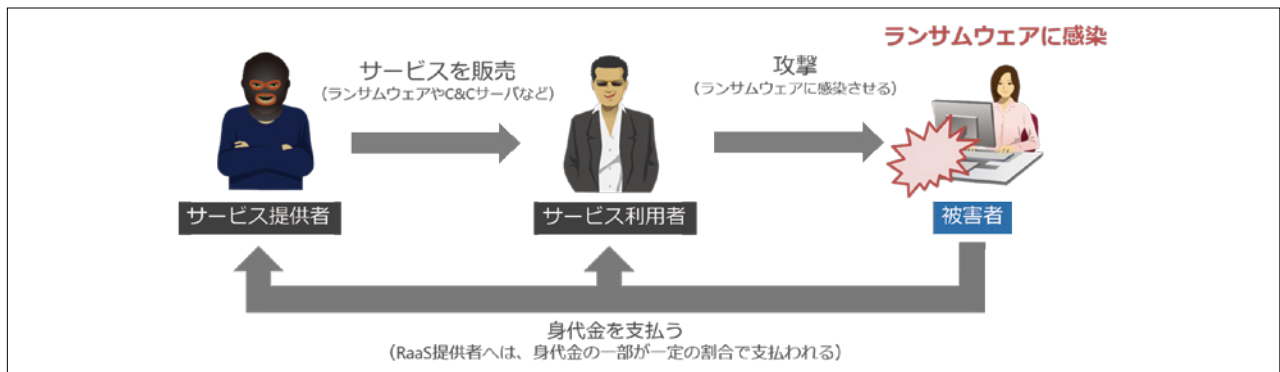 ランサムウェアに感染
サービスを販売
(ランサムウェアやC&Cサーバなど)
攻撃
(ランサムウェアに感染させる)
サービス提供者
サービス利用者
被害者
身代金を支払う
(RaaS提供者へは、身代金の一部が一定の割合で支払われる)